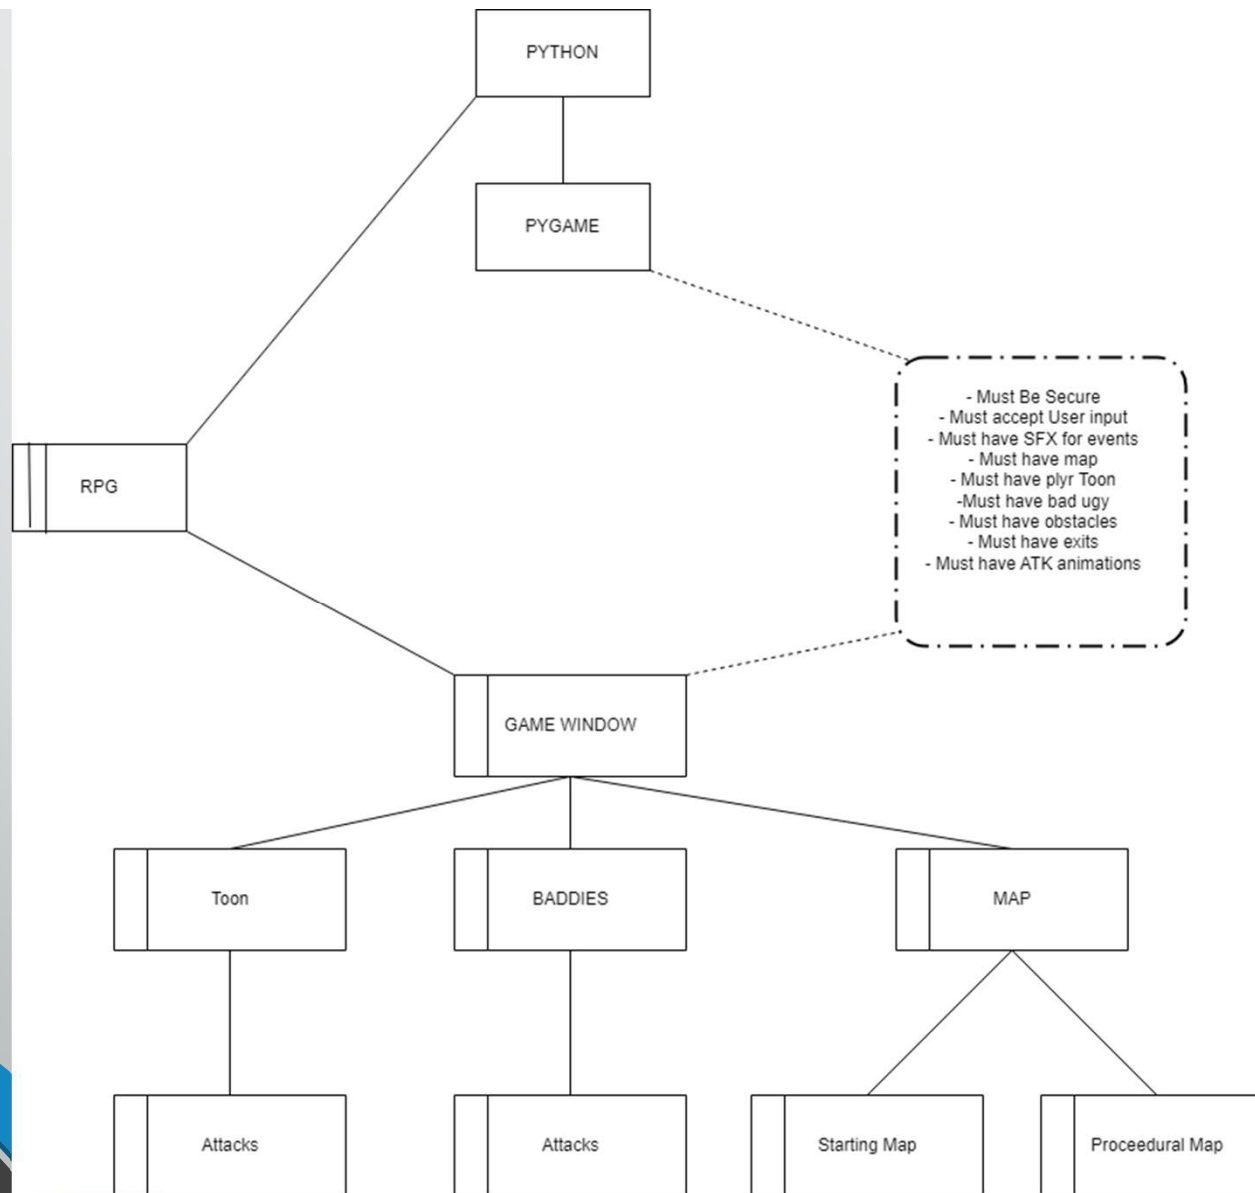 PYTHON
PYGAME
- Must Be Secure
- Must accept User input
- Must have SFX for events
- Must have map
- Must have plyr Toon
-Must have bad ugy
- Must have obstacles
- Must have exits
- Must have ATK animations
RPG
GAME WINDOW
Toon
BADDIES
MAP
Attacks
Attacks
Starting Map
Proceedural Map